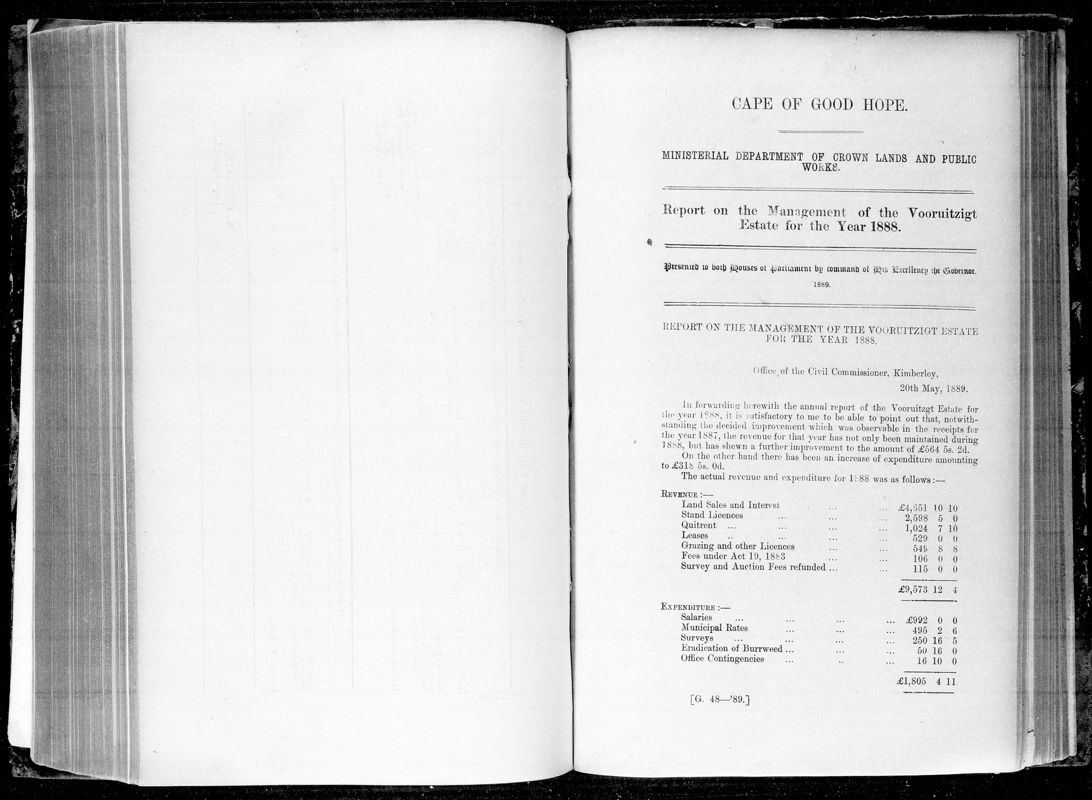 CAPE OF GOOD HOPE.
MINISTERIAL DEPARTMENT OF CROWN LANDS AND PUBLIC
WORKS.
Report on the Management of the Vooruitzigt
Estate for the Year 1888.
Presented to both Houses of Parliament by command of His Excellency the Governor.
1889.
REPORT ON THE MANAGEMENT OF THE VOORUITZIGT ESTATE
FOR THE YEAR 1888.
Office of the Civil Commissioner, Kimberley,
20th May, 1889.
In forwarding herewith the annual report of the Vooruitzgt Estate for
the year 1888, it is satisfactory to me to be able to point out that, notwith-
standing the decided improvement which was observable in the receipts for
the year 1887, the revenue for that year has not only been maintained during
1888, but has shewn a further improvement to the amount of £564 5s. 2d.
On the other hand there has been an increase of expenditure amounting
to £318 5s. 0d.
The actual revenue and expenditure for 1888 was as follows:—
REVENUE:—
Land Sales and Interest ... ... £4,651 10 10
Stand Licences ... ... ... 2,598 5 0
Quitrent ... ... ... ... 1,024 7 10
Leases .. ... ... ... 529 0 0
Grazing and other Licences ... ... 549 8 8
Fees under Act 19, 1883 ... ... 106 0 0
Survey and Auction Fees refunded ... ... 115 0 0
£9,573 12 4
EXPENDITURE:—
Salaries ... ... ... ... £992 0 0
Municipal Rates ... ... ... 495 2 6
Surveys ... ... ... ... 250 16 5
Eradication of Burrweed ... ... ... 50 16 0
Office Contingencies ... .. ... 16 10 0
£1,805 4 11
[G. 48—'89.]